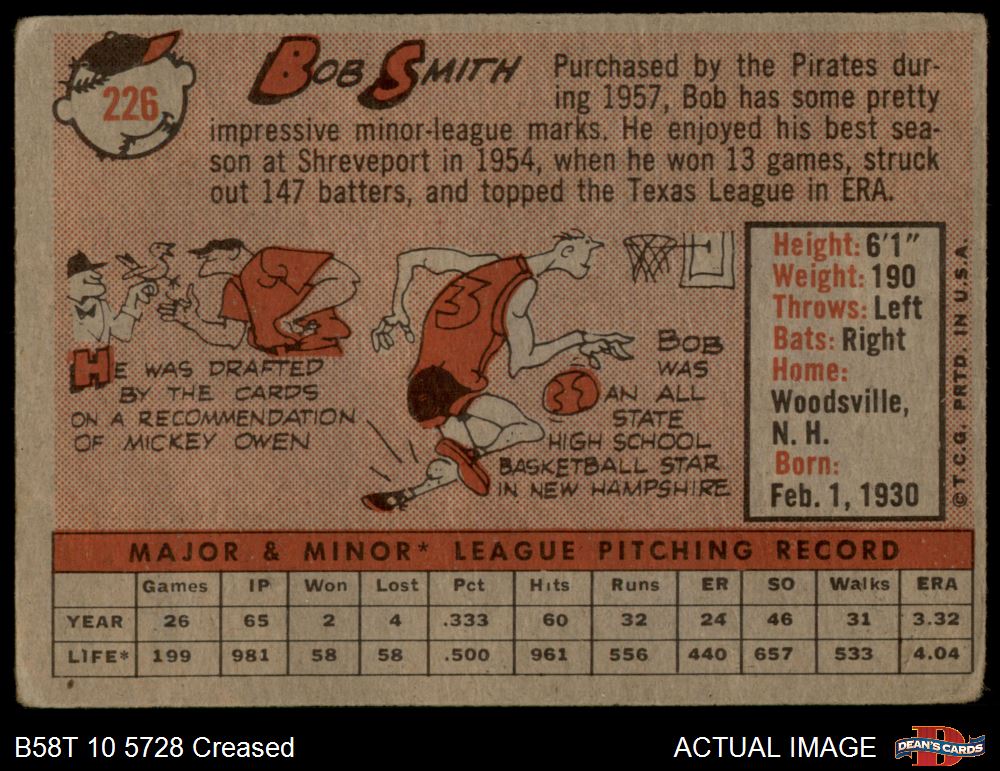 226
BOB SMITH
Purchased by the Pirates dur-
ing 1957, Bob has some pretty
impressive minor-league marks. He enjoyed his best sea-
son at Shreveport in 1954, when he won 13 games, struck
out 147 batters, and topped the Texas League in ERA.
HE WAS DRAFTED
BY THE CARDS
ON A RECOMMENDATION
OF MICKEY OWEN
33
BOB
WAS
AN ALL
STATE
HIGH SCHOOL
BASKETBALL STAR
IN NEW HAMPSHIRE
Height: 6'1"
Weight: 190
Throws: Left
Bats: Right
Home:
Woodsville,
N. H.
Born:
Feb. 1, 1930
© T.C.G. PRTD. IN U.S.A.
MAJOR & MINOR* LEAGUE PITCHING RECORD
Games IP Won Lost Pct Hits Runs ER SO Walks ERA
YEAR 26 65 2 4 .333 60 32 24 46 31 3.32
LIFE* 199 981 58 58 .500 961 556 440 657 533 4.04
B58T 10 5728 Creased
ACTUAL IMAGE
DEAN'S CARDS